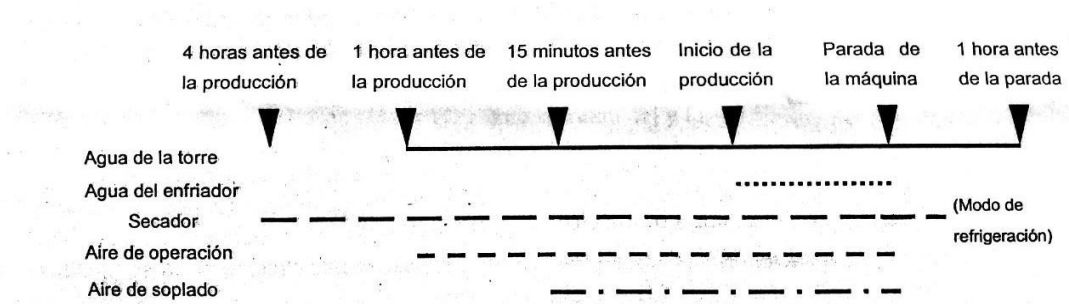 4 horas antes de
la producción
1 hora antes de
la producción
15 minutos antes
de la producción
Inicio de la
producción
Parada de
la máquina
1 hora antes
de la parada
Agua de la torre
Agua del enfriador
Secador
(Modo de
refrigeración)
Aire de operación
Aire de soplado